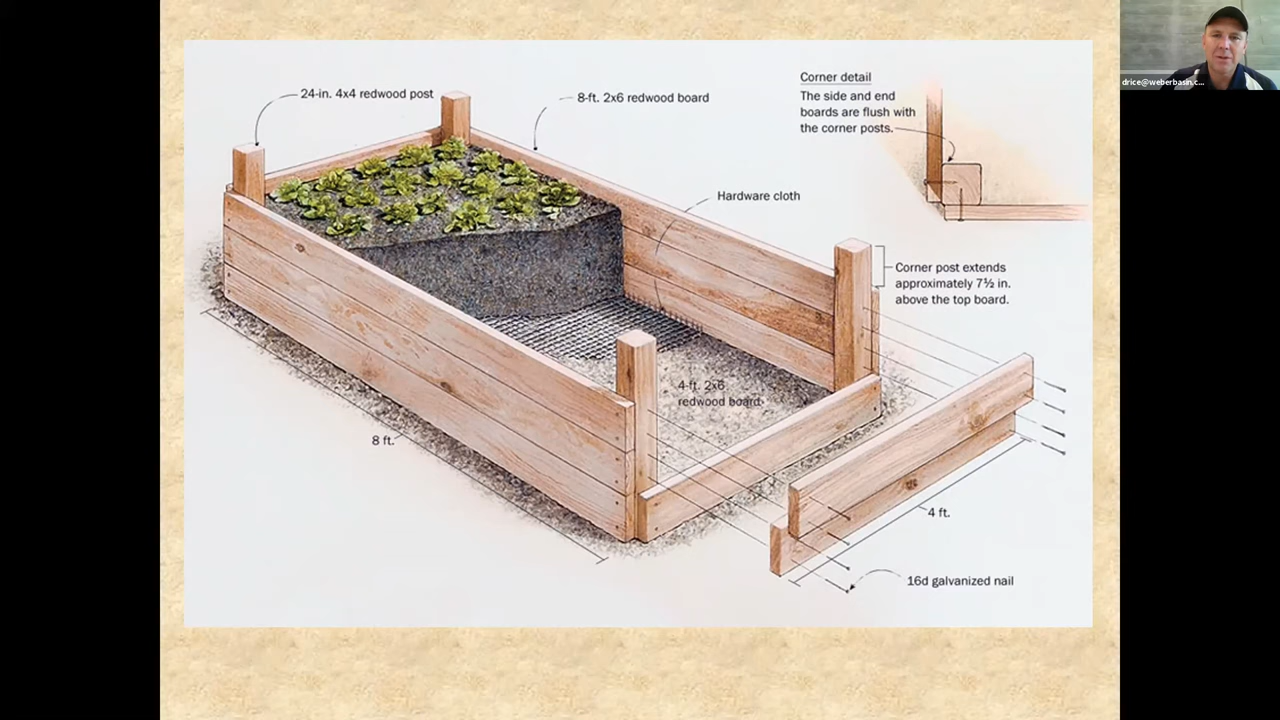 24-in. 4x4 redwood post
8-ft. 2x6 redwood board
Corner detail
The side and end
boards are flush with
the corner posts.
Hardware cloth
Corner post extends
approximately 7½ in.
above the top board.
4-ft. 2x6
redwood board
8 ft.
4 ft.
16d galvanized nail
drice@weberbasin.c...